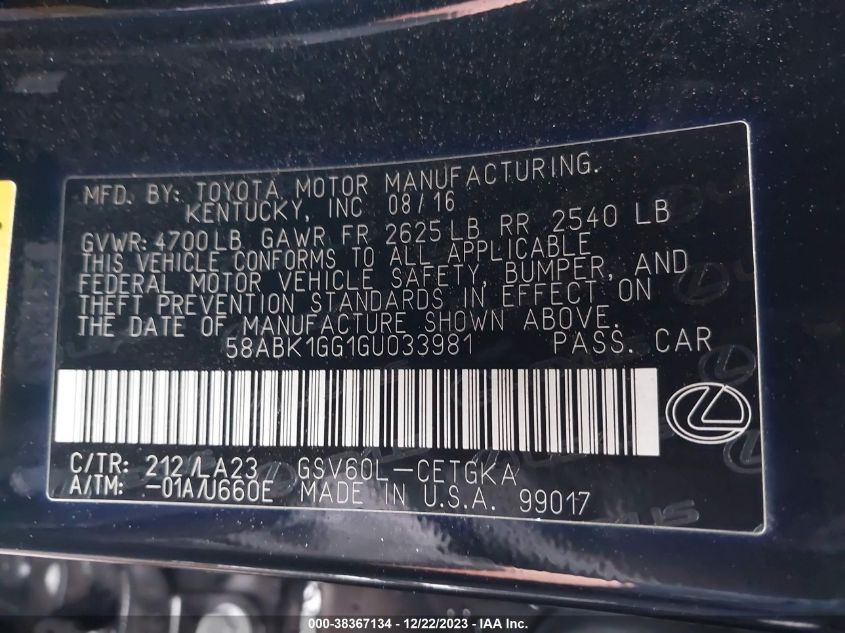 MFD. BY: TOYOTA MOTOR MANUFACTURING.
KENTUCKY, INC 08/16
GVWR: 4700LB GAWR FR 2625LB RR 2540 LB
THIS VEHICLE CONFORMS TO ALL APPLICABLE
FEDERAL MOTOR VEHICLE SAFETY, BUMPER, AND
THEFT PREVENTION STANDARDS IN EFFECT ON
THE DATE OF MANUFACTURE SHOWN ABOVE.
58ABK1GG1GU033981 PASS. CAR
C/TR: 212/LA23 GSV60L-CETGKA
A/TM: -01A/U660E MADE IN U.S.A. 99017
000-38367134 - 12/22/2023 - IAA Inc.